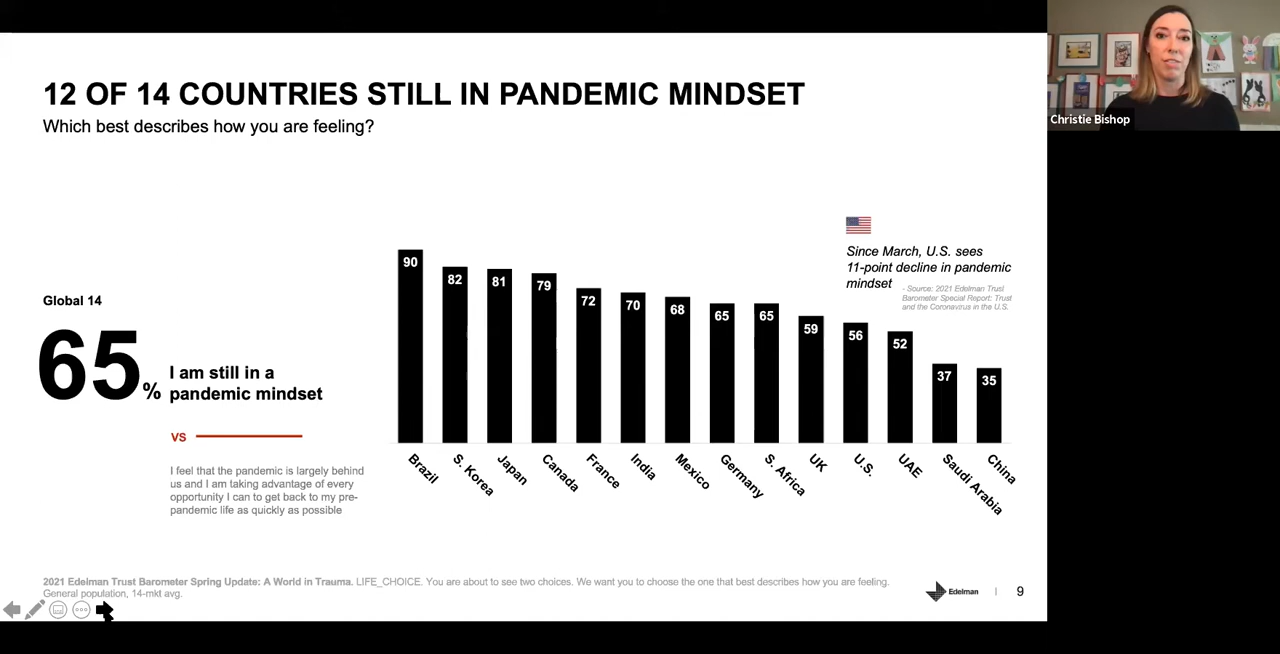 12 OF 14 COUNTRIES STILL IN PANDEMIC MINDSET
Which best describes how you are feeling?
Christie Bishop
Since March, U.S. sees
11-point decline in pandemic
mindset
- Source: 2021 Edelman Trust
Barometer Special Report: Trust
and the Coronavirus in the U.S.
Global 14
65%
I am still in a
pandemic mindset
VS
I feel that the pandemic is largely behind
us and I am taking advantage of every
opportunity I can to get back to my pre-
pandemic life as quickly as possible
90
82
81
79
72
70
68
65
65
59
56
52
37
35
Brazil
S. Korea
Japan
Canada
France
India
Mexico
Germany
S. Africa
UK
U.S.
UAE
Saudi Arabia
China
2021 Edelman Trust Barometer Spring Update: A World in Trauma. LIFE_CHOICE. You are about to see two choices. We want you to choose the one that best describes how you are feeling.
General population, 14-mkt avg.
Edelman
9